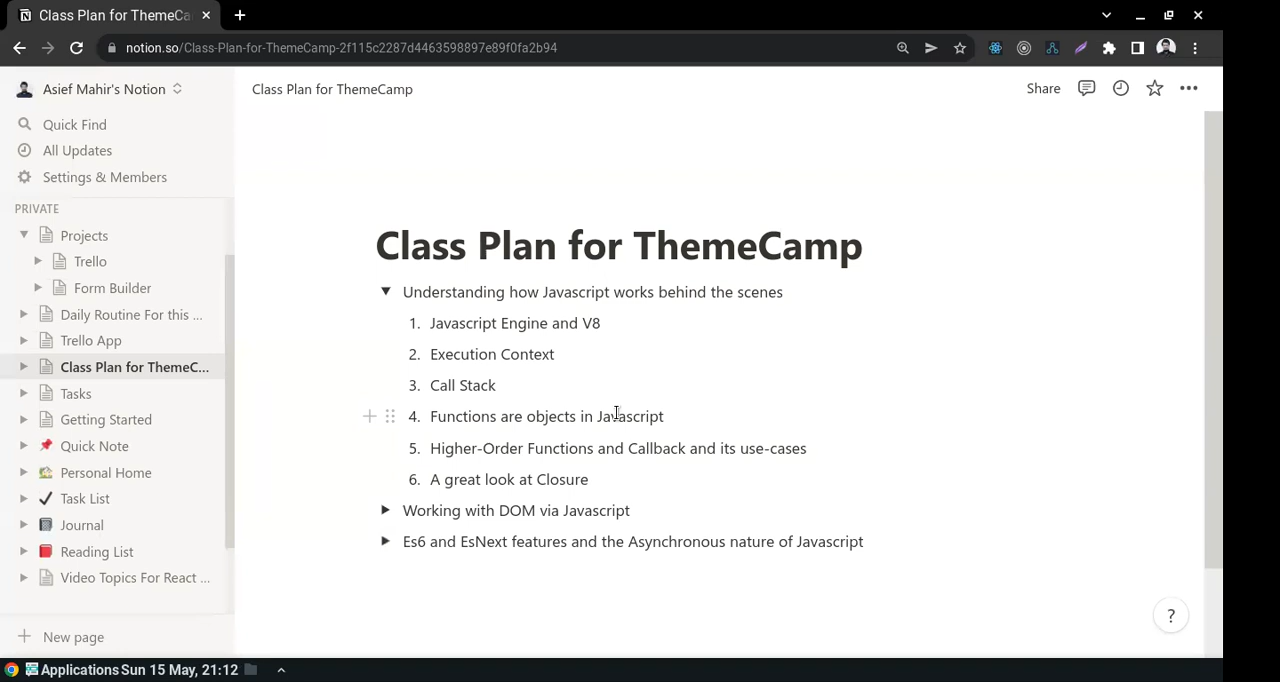 Class Plan for ThemeCa
notion.so/Class-Plan-for-ThemeCamp-2f115c2287d4463598897e89f0fa2b94
Asief Mahir's Notion
Class Plan for ThemeCamp
Share
Quick Find
All Updates
Settings & Members
PRIVATE
Projects
Trello
Form Builder
Daily Routine For this ...
Trello App
Class Plan for ThemeC...
Tasks
Getting Started
Quick Note
Personal Home
Task List
Journal
Reading List
Video Topics For React ...
New page
Class Plan for ThemeCamp
Understanding how Javascript works behind the scenes
1. Javascript Engine and V8
2. Execution Context
3. Call Stack
4. Functions are objects in Javascript
5. Higher-Order Functions and Callback and its use-cases
6. A great look at Closure
Working with DOM via Javascript
Es6 and EsNext features and the Asynchronous nature of Javascript
?
Applications Sun 15 May, 21:12